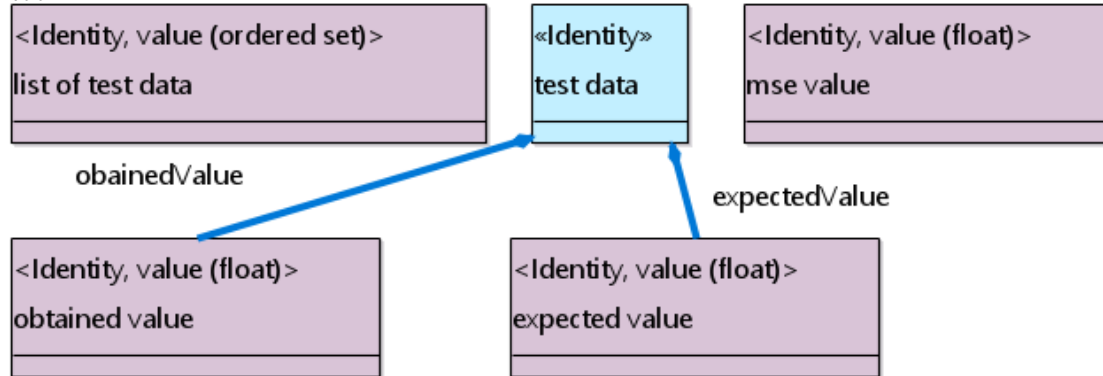 <Identity, value (ordered set)>
list of test data
«Identity»
test data
<Identity, value (float)>
mse value
obainedValue
expectedValue
<Identity, value (float)>
obtained value
<Identity, value (float)>
expected value